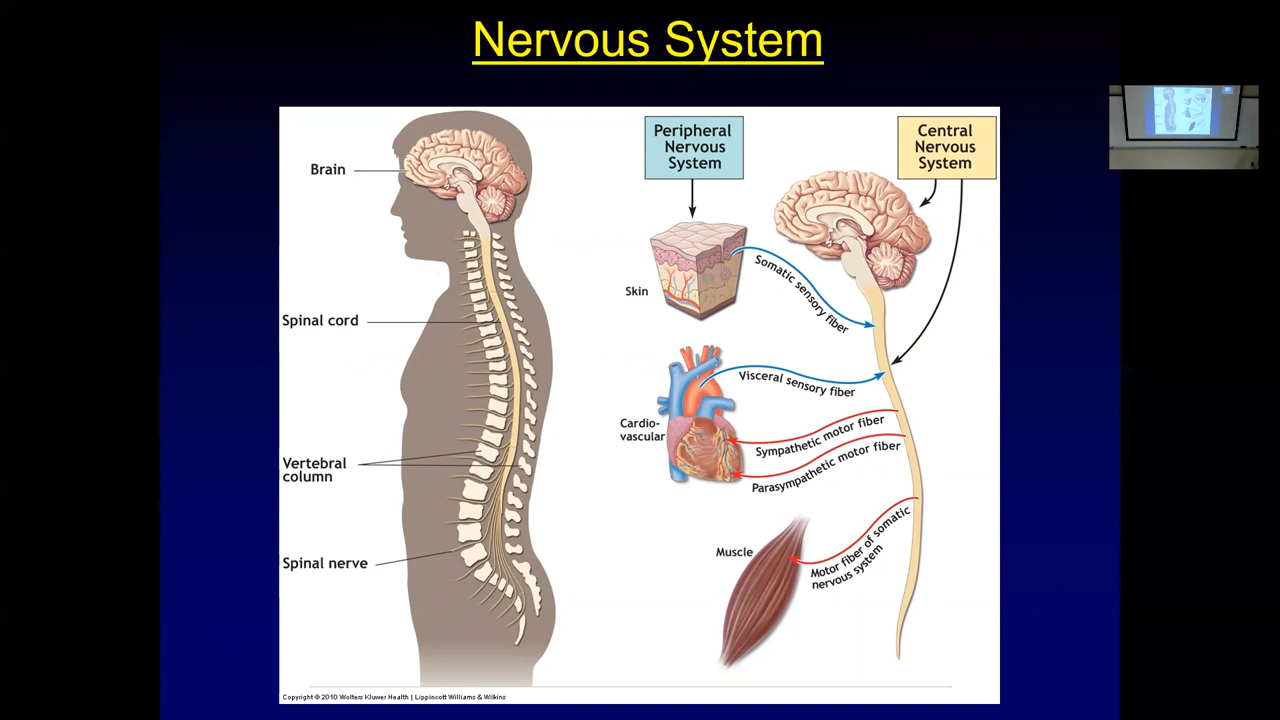 Nervous System
Brain
Spinal cord
Vertebral
column
Spinal nerve
Peripheral
Nervous
System
Central
Nervous
System
Skin
Somatic sensory fiber
Cardio-
vascular
Visceral sensory fiber
Sympathetic motor fiber
Parasympathetic motor fiber
Muscle
Motor fiber of somatic
nervous system
Copyright © 2010 Wolters Kluwer Health | Lippincott Williams & Wilkins